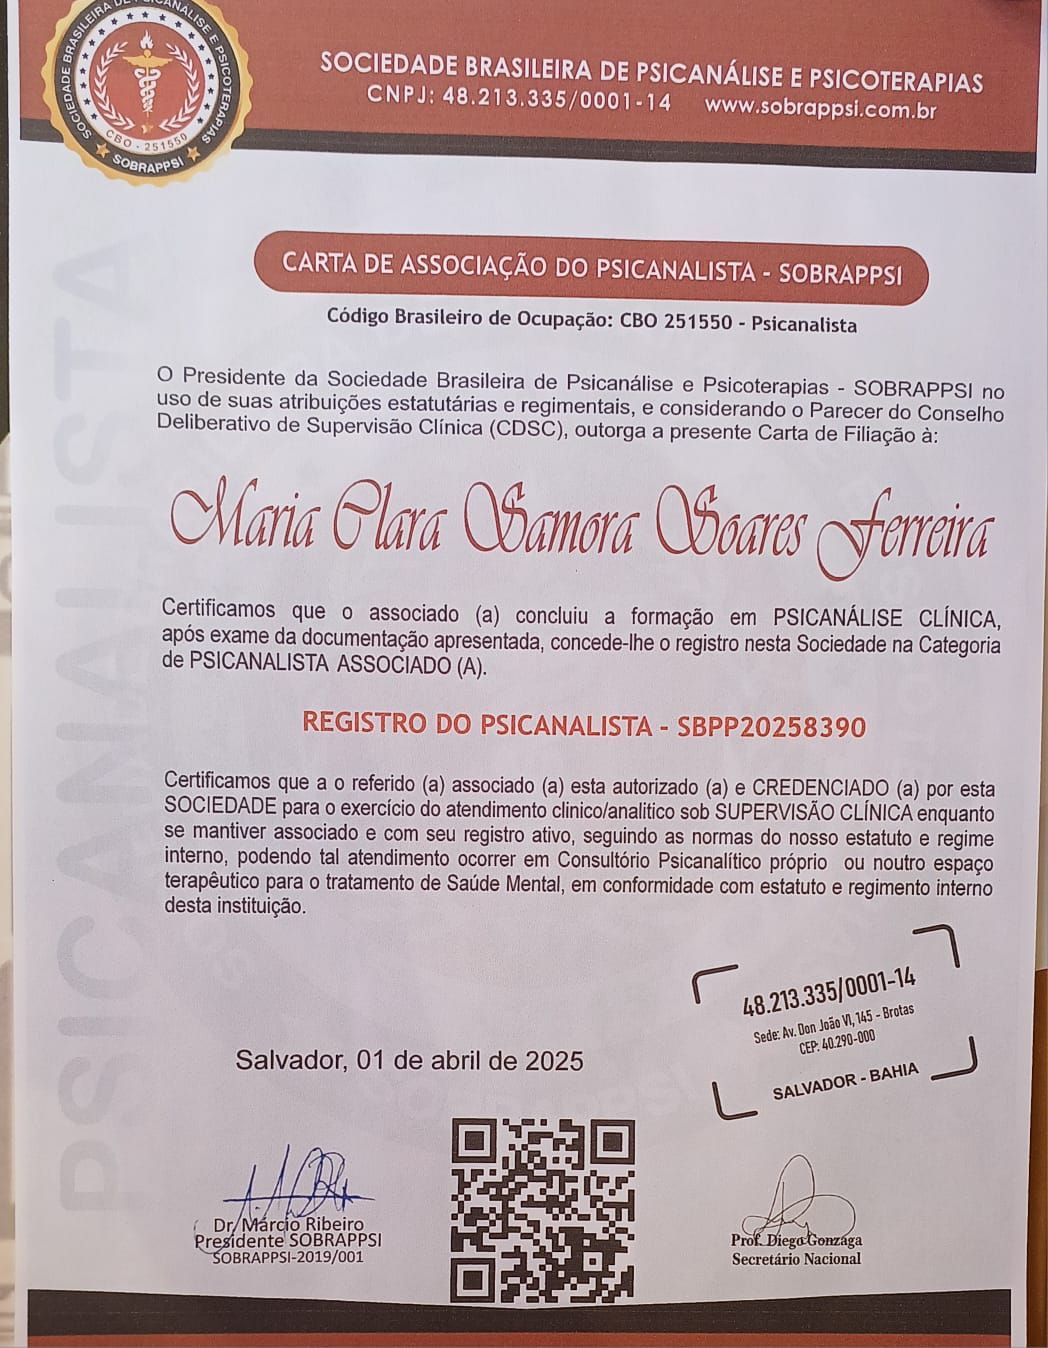 SOCIEDADE BRASILEIRA DE PSICANÁLISE E PSICOTERAPIAS
CBO - 251550
SOBRAPPSI
SOCIEDADE BRASILEIRA DE PSICANÁLISE E PSICOTERAPIAS
CNPJ: 48.213.335/0001-14 www.sobrappsi.com.br
CARTA DE ASSOCIAÇÃO DO PSICANALISTA - SOBRAPPSI
Código Brasileiro de Ocupação: CBO 251550 - Psicanalista
O Presidente da Sociedade Brasileira de Psicanálise e Psicoterapias - SOBRAPPSI no
uso de suas atribuições estatutárias e regimentais, e considerando o Parecer do Conselho
Deliberativo de Supervisão Clínica (CDSC), outorga a presente Carta de Filiação à:
Maria Clara Samora Soares Ferreira
Certificamos que o associado (a) concluiu a formação em PSICANÁLISE CLÍNICA,
após exame da documentação apresentada, concede-lhe o registro nesta Sociedade na Categoria
de PSICANALISTA ASSOCIADO (A).
REGISTRO DO PSICANALISTA - SBPP20258390
Certificamos que a o referido (a) associado (a) esta autorizado (a) e CREDENCIADO (a) por esta
SOCIEDADE para o exercício do atendimento clinico/analitico sob SUPERVISÃO CLÍNICA enquanto
se mantiver associado e com seu registro ativo, seguindo as normas do nosso estatuto e regime
interno, podendo tal atendimento ocorrer em Consultório Psicanalítico próprio ou noutro espaço
terapêutico para o tratamento de Saúde Mental, em conformidade com estatuto e regimento interno
desta instituição.
48.213.335/0001-14
Sede: Av. Don João VI, 145 - Brotas
CEP: 40.290-000
SALVADOR - BAHIA
Salvador, 01 de abril de 2025
Dr. Márcio Ribeiro
Presidente SOBRAPPSI
SOBRAPPSI-2019/001
Prof. Diego Gonzaga
Secretário Nacional
PSICANALISTA